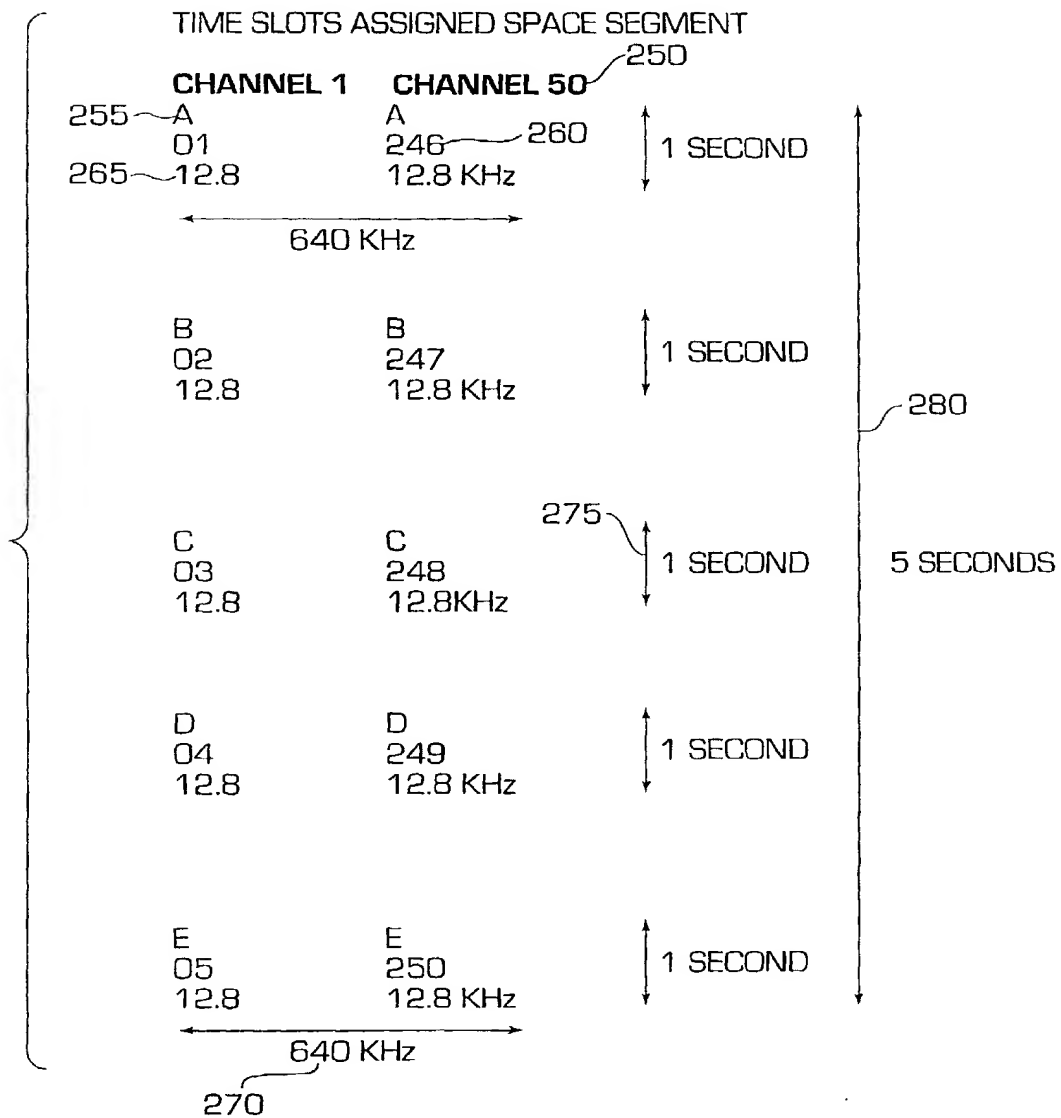 TIME SLOTS ASSIGNED SPACE SEGMENT
250
CHANNEL 1 CHANNEL 50
255 A A
01 246 260 1 SECOND
265 12.8 12.8 KHz
640 KHz
B B
02 247 1 SECOND
12.8 12.8 KHz
280
275
C C
03 248 1 SECOND 5 SECONDS
12.8 12.8KHz
D D
04 249 1 SECOND
12.8 12.8 KHz
E E
05 250 1 SECOND
12.8 12.8 KHz
640 KHz
270